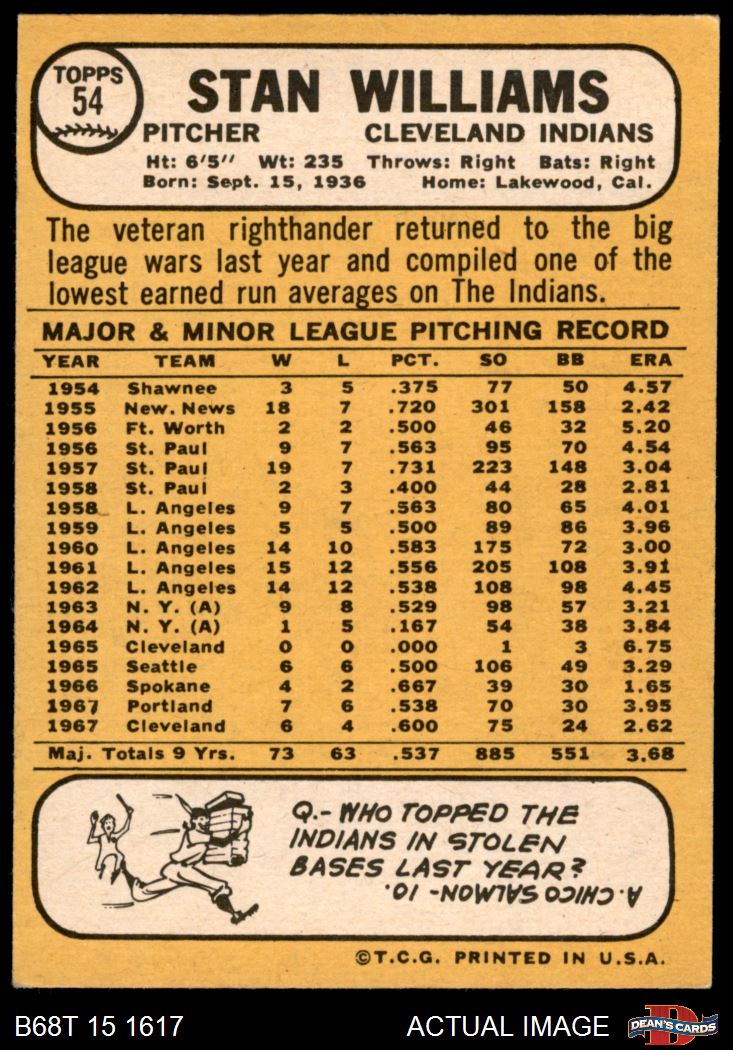 TOPPS
54
STAN WILLIAMS
PITCHER CLEVELAND INDIANS
Ht: 6'5'' Wt: 235 Throws: Right Bats: Right
Born: Sept. 15, 1936 Home: Lakewood, Cal.
The veteran righthander returned to the big
league wars last year and compiled one of the
lowest earned run averages on The Indians.
MAJOR & MINOR LEAGUE PITCHING RECORD
YEAR TEAM W L PCT. SO BB ERA
1954 Shawnee 3 5 .375 77 50 4.57
1955 New. News 18 7 .720 301 158 2.42
1956 Ft. Worth 2 2 .500 46 32 5.20
1956 St. Paul 9 7 .563 95 70 4.54
1957 St. Paul 19 7 .731 223 148 3.04
1958 St. Paul 2 3 .400 44 28 2.81
1958 L. Angeles 9 7 .563 80 65 4.01
1959 L. Angeles 5 5 .500 89 86 3.96
1960 L. Angeles 14 10 .583 175 72 3.00
1961 L. Angeles 15 12 .556 205 108 3.91
1962 L. Angeles 14 12 .538 108 98 4.45
1963 N. Y. (A) 9 8 .529 98 57 3.21
1964 N. Y. (A) 1 5 .167 54 38 3.84
1965 Cleveland 0 0 .000 1 3 6.75
1965 Seattle 6 6 .500 106 49 3.29
1966 Spokane 4 2 .667 39 30 1.65
1967 Portland 7 6 .538 70 30 3.95
1967 Cleveland 6 4 .600 75 24 2.62
Maj. Totals 9 Yrs. 73 63 .537 885 551 3.68
Q.- WHO TOPPED THE
INDIANS IN STOLEN
BASES LAST YEAR?
A. CHICO SALMON- 10.
©T.C.G. PRINTED IN U.S.A.
B68T 15 1617 ACTUAL IMAGE D DEAN'S CARDS